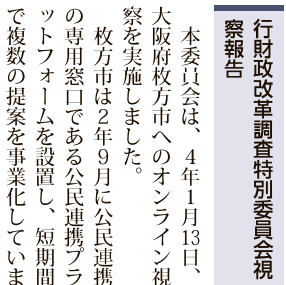 行財政改革調査特別委員会視
察報告
本委員会は、４年１月13日、
大阪府枚方市へのオンライン視
察を実施しました。
枚方市は２年９月に公民連携
の専用窓口である公民連携プラ
ットフォームを設置し、短期間
で複数の提案を事業化していま